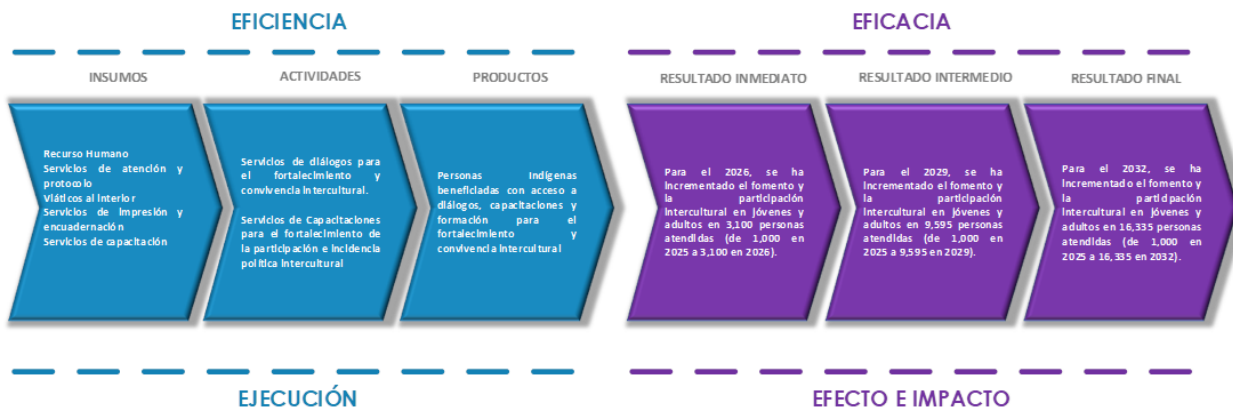 EFICIENCIA
EFICACIA
INSUMOS
ACTIVIDADES
PRODUCTOS
RESULTADO INMEDIATO
RESULTADO INTERMEDIO
RESULTADO FINAL
Recurso Humano
Servicios de atención y
protocolo
Viáticos al Interior
Servicios de impresión y
encuadernación
Servicios de capacitación
Servicios de diálogos para
el fortalecimiento y
convivencia intercultural.
Servicios de Capacitaciones
para el fortalecimiento de
la participación e incidencia
política intercultural
Personas Indígenas
beneficiadas con acceso a
diálogos, capacitaciones y
formación para el
fortalecimiento y
convivencia intercultural
Para el 2026, se ha
incrementado el fomento y
la participación
intercultural en jóvenes y
adultos en 3,100 personas
atendidas (de 1,000 en
2025 a 3,100 en 2026).
Para el 2029, se ha
incrementado el fomento y
la participación
intercultural en jóvenes y
adultos en 9,595 personas
atendidas (de 1,000 en
2025 a 9,595 en 2029).
Para el 2032, se ha
incrementado el fomento y
la participación
intercultural en jóvenes y
adultos en 16,335 personas
atendidas (de 1,000 en
2025 a 16,335 en 2032).
EJECUCIÓN
EFECTO E IMPACTO